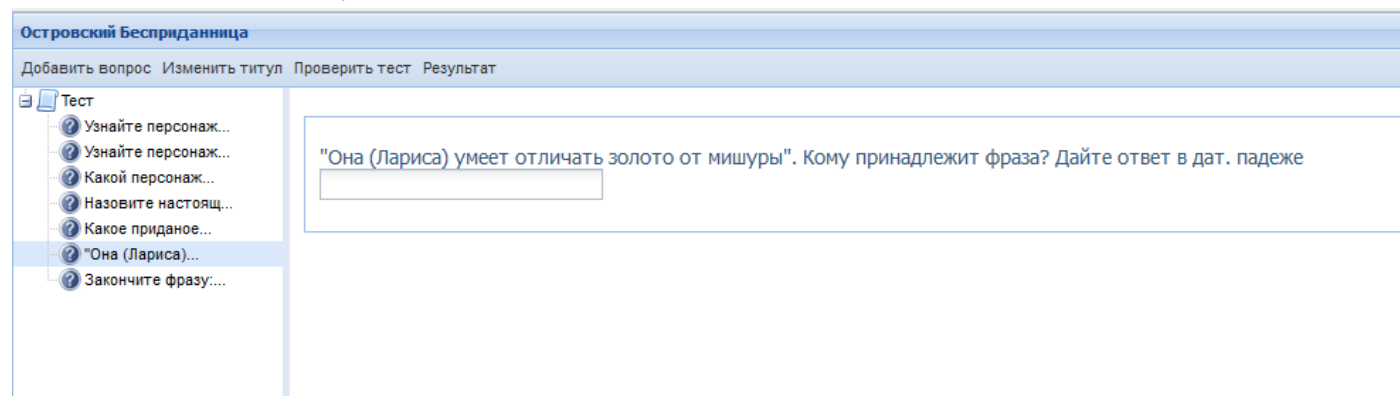 Островский Бесприданница
Добавить вопрос Изменить титул Проверить тест Результат
Тест
Узнайте персонаж...
Узнайте персонаж...
Какой персонаж...
Назовите настоящ...
Какое приданое...
"Она (Лариса)...
Закончите фразу:...
"Она (Лариса) умеет отличать золото от мишуры". Кому принадлежит фраза? Дайте ответ в дат. падеже